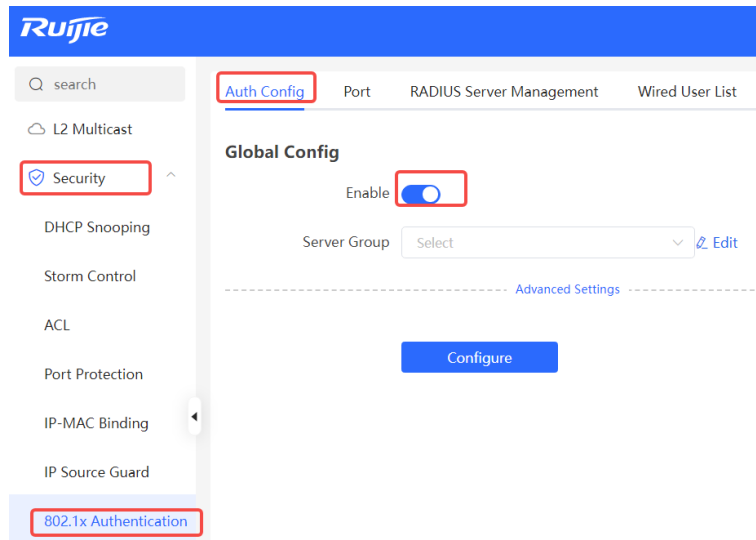 Ruijie
search
L2 Multicast
Security
DHCP Snooping
Storm Control
ACL
Port Protection
IP-MAC Binding
IP Source Guard
802.1x Authentication
Auth Config Port RADIUS Server Management Wired User List
Global Config
Enable
Server Group Select Edit
Advanced Settings
Configure